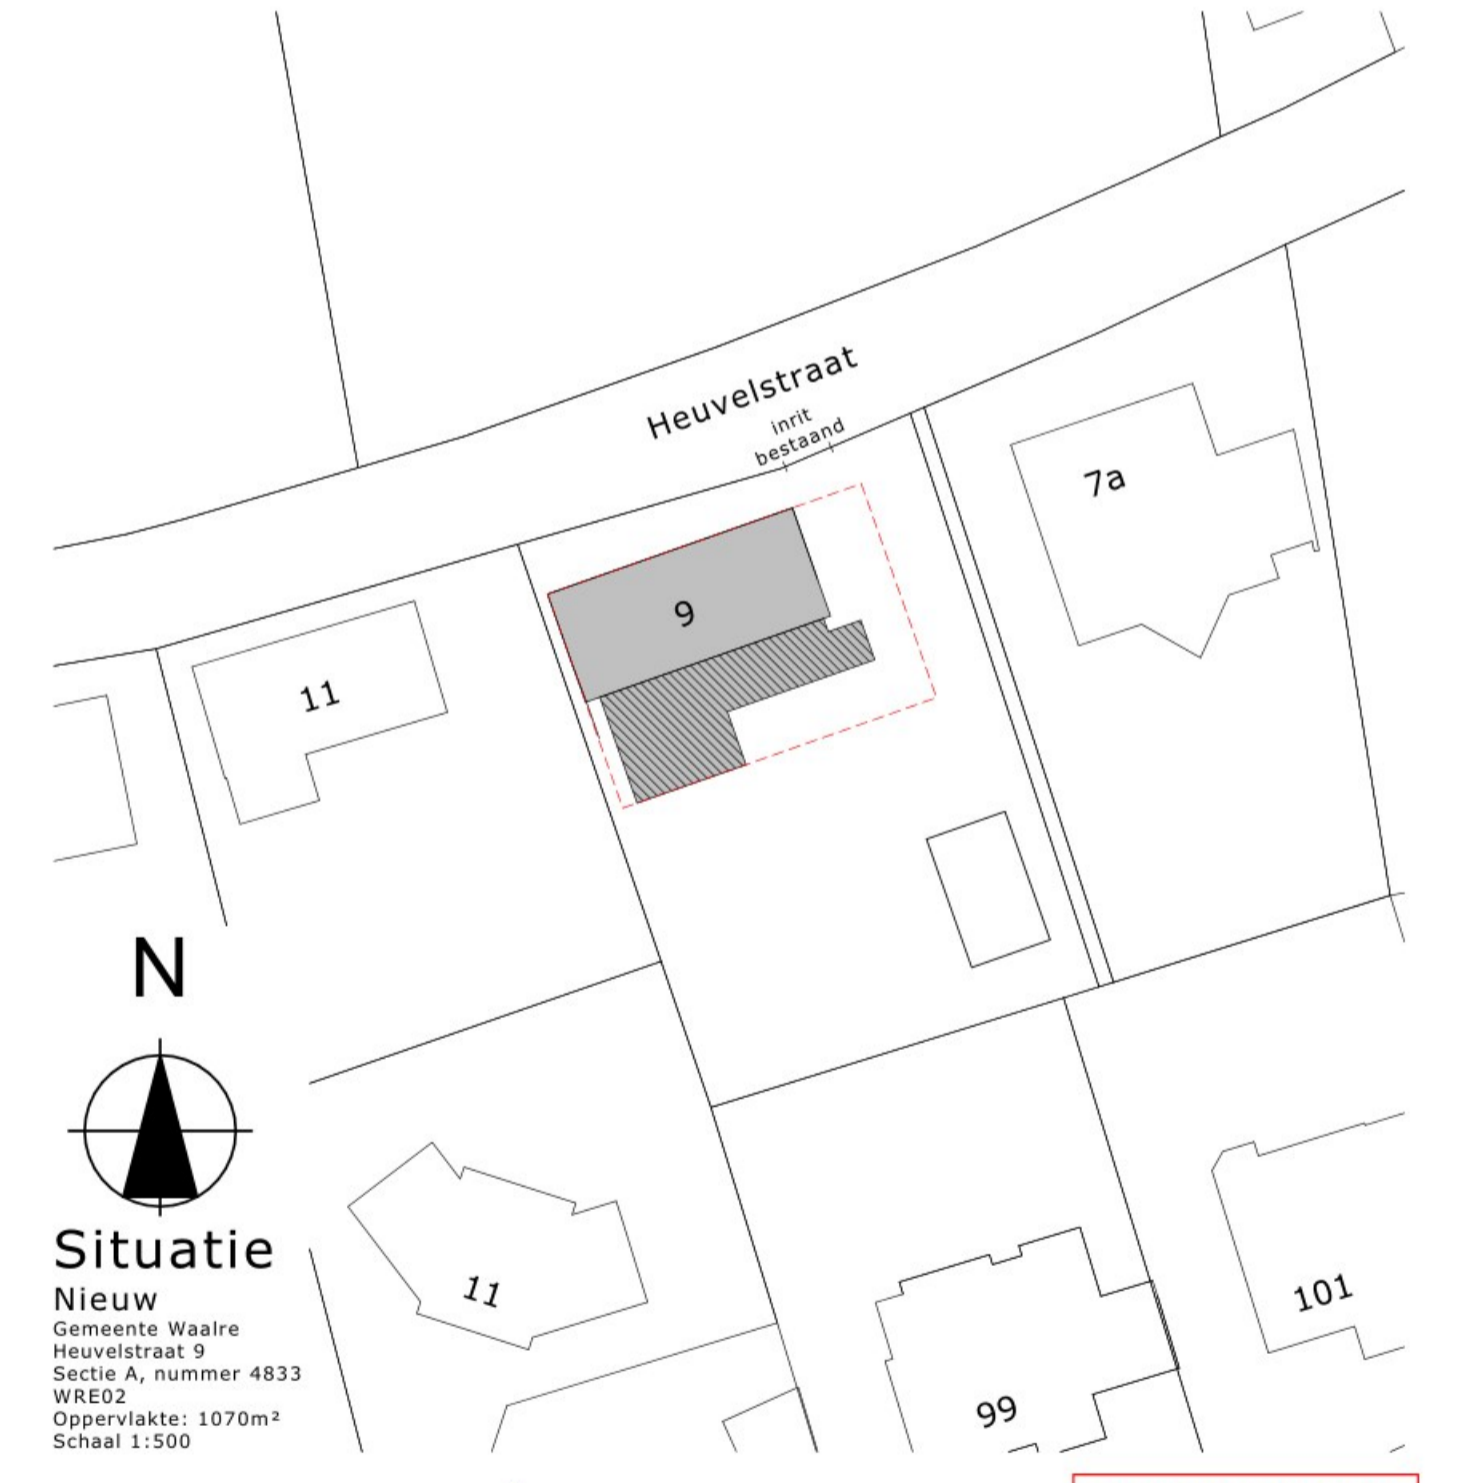 Heuvelstraat
inrit
bestaand
7a
9
11
N
Situatie
Nieuw
Gemeente Waalre
Heuvelstraat 9
Sectie A, nummer 4833
WRE02
Oppervlakte: 1070m²
Schaal 1:500
11
99
101